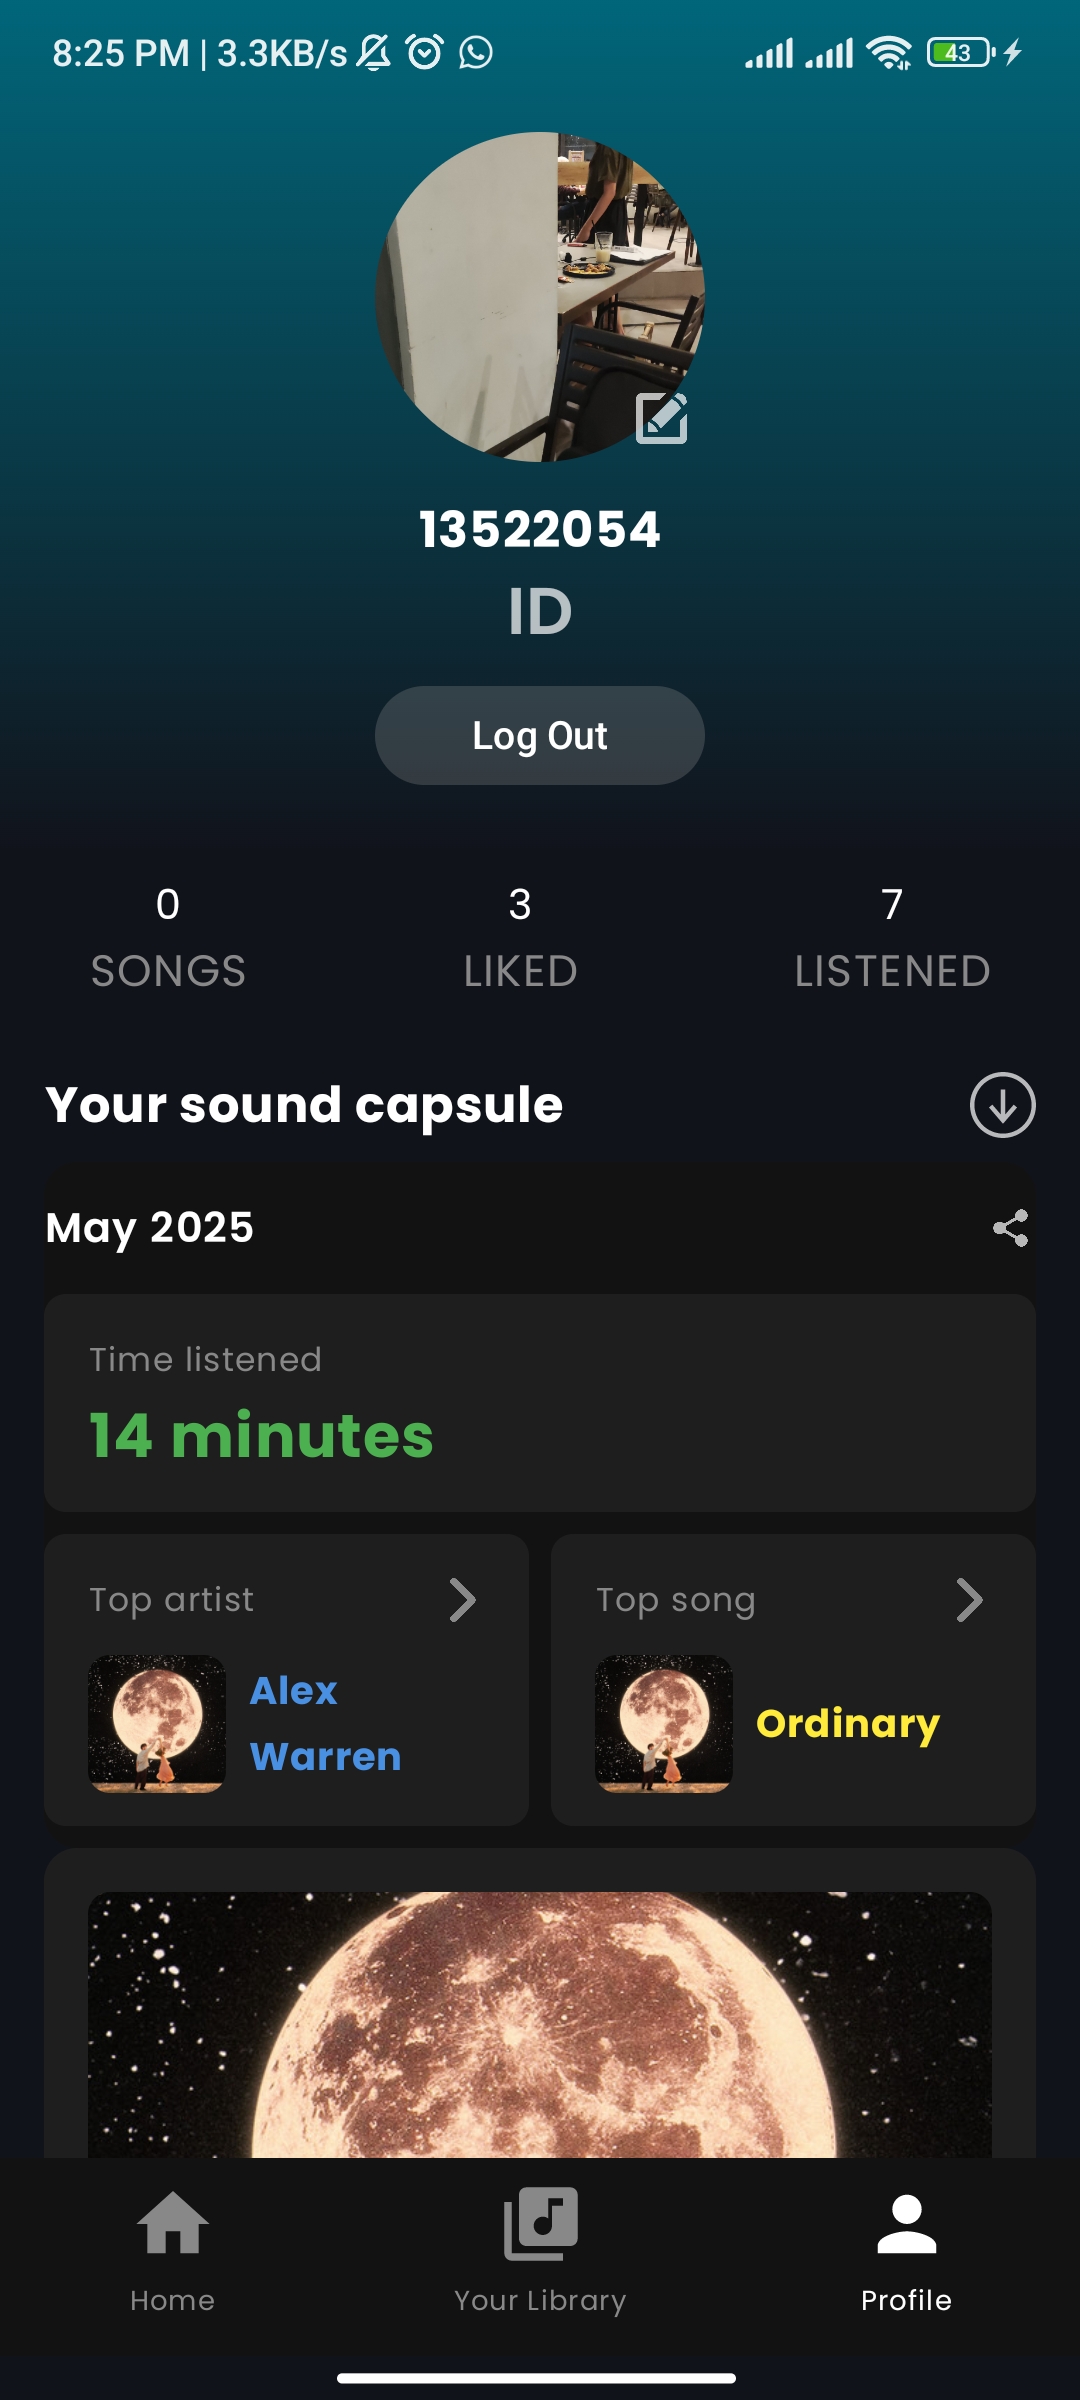 8:25 PM | 3.3KB/s
43
13522054
ID
Log Out
0 3 7
SONGS LIKED LISTENED
Your sound capsule
May 2025
Time listened
14 minutes
Top artist
Alex
Warren
Top song
Ordinary
Home Your Library Profile